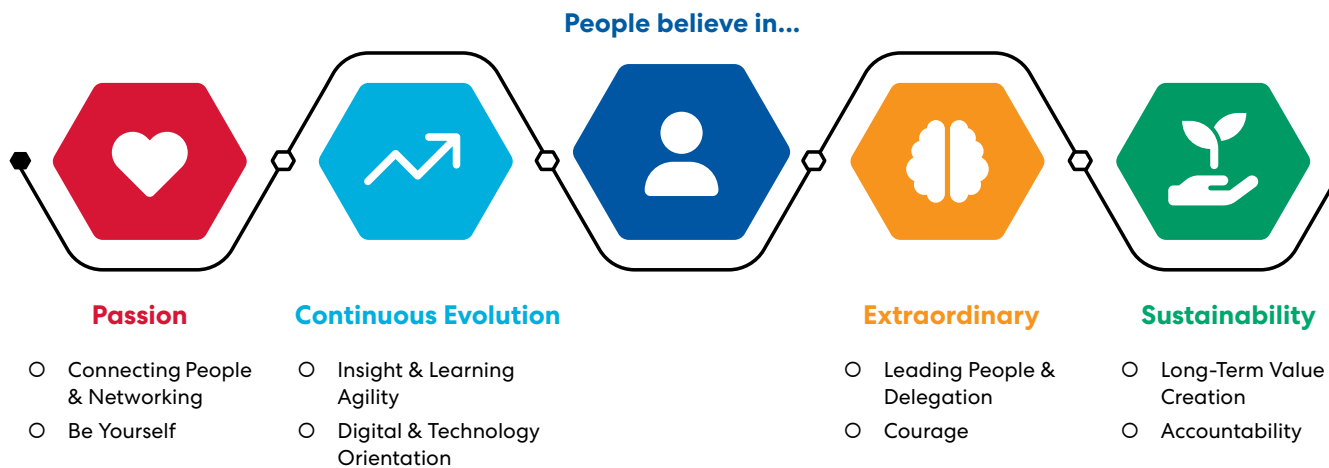 People believe in...
Passion
Connecting People
& Networking
Be Yourself
Continuous Evolution
Insight & Learning
Agility
Digital & Technology
Orientation
Extraordinary
Leading People &
Delegation
Courage
Sustainability
Long-Term Value
Creation
Accountability